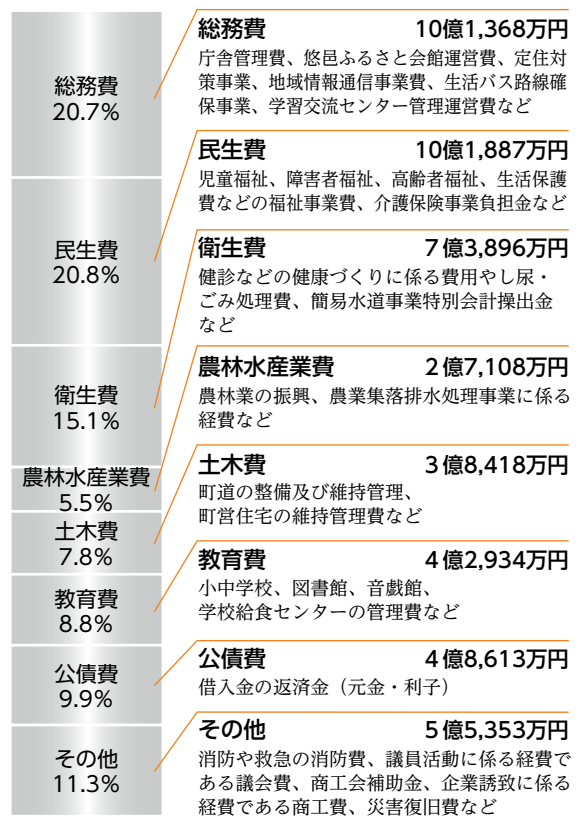 総務費
20.7%
総務費 10億1,368万円
庁舎管理費、悠邑ふるさと会館運営費、定住対
策事業、地域情報通信事業費、生活バス路線確
保事業、学習交流センター管理運営費など
民生費
20.8%
民生費 10億1,887万円
児童福祉、障害者福祉、高齢者福祉、生活保護
費などの福祉事業費、介護保険事業負担金など
衛生費
15.1%
衛生費 7億3,896万円
健診などの健康づくりに係る費用やし尿・
ごみ処理費、簡易水道事業特別会計操出金
など
農林水産業費
5.5%
農林水産業費 2億7,108万円
農林業の振興、農業集落排水処理事業に係る
経費など
土木費
7.8%
土木費 3億8,418万円
町道の整備及び維持管理、
町営住宅の維持管理費など
教育費
8.8%
教育費 4億2,934万円
小中学校、図書館、音戯館、
学校給食センターの管理費など
公債費
9.9%
公債費 4億8,613万円
借入金の返済金（元金・利子）
その他
11.3%
その他 5億5,353万円
消防や救急の消防費、議員活動に係る経費で
ある議会費、商工会補助金、企業誘致に係る
経費である商工費、災害復旧費など